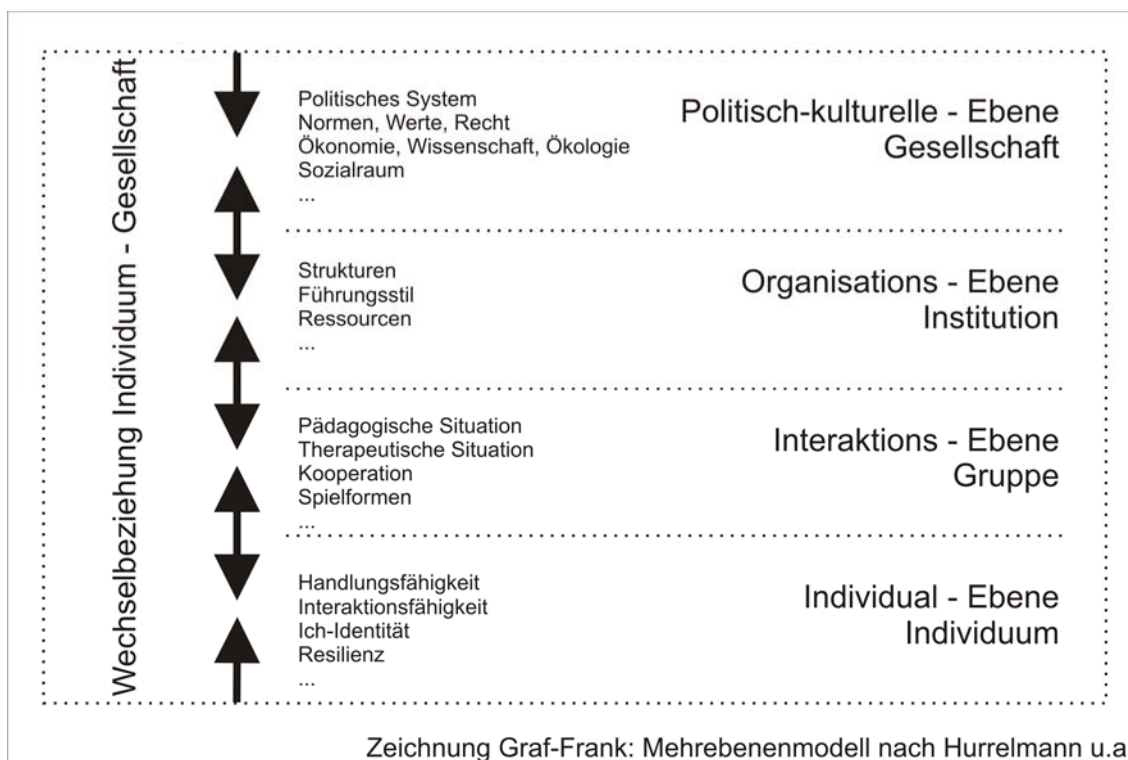 Wechselbeziehung Individuum - Gesellschaft
Politisches System
Normen, Werte, Recht
Ökonomie, Wissenschaft, Ökologie
Sozialraum
...
Politisch-kulturelle - Ebene
Gesellschaft
Strukturen
Führungsstil
Ressourcen
...
Organisations - Ebene
Institution
Pädagogische Situation
Therapeutische Situation
Kooperation
Spielformen
...
Interaktions - Ebene
Gruppe
Handlungsfähigkeit
Interaktionsfähigkeit
Ich-Identität
Resilienz
...
Individual - Ebene
Individuum
Zeichnung Graf-Frank: Mehrebenenmodell nach Hurrelmann u.a